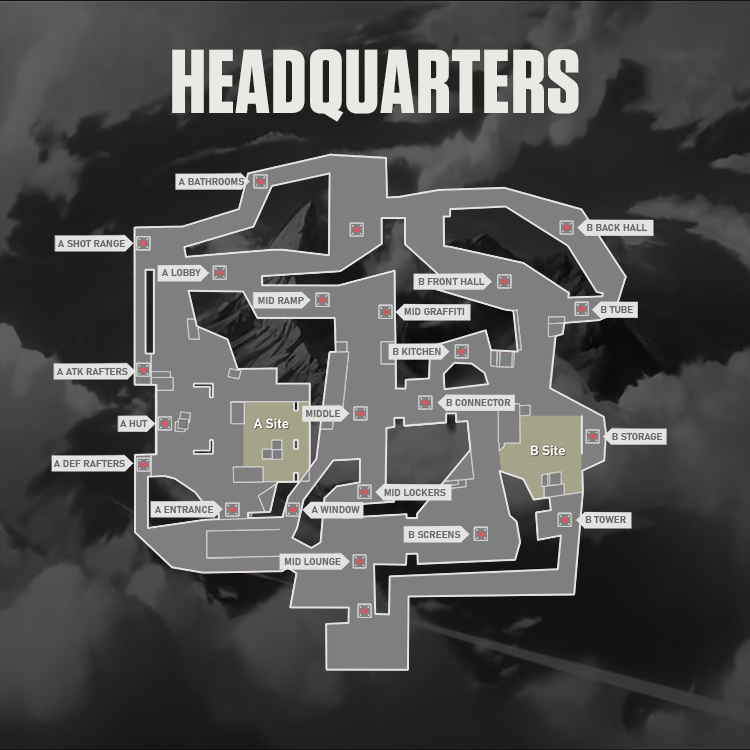 HEADQUARTERS
A BATHROOMS
B BACK HALL
A SHOT RANGE
A LOBBY
B FRONT HALL
MID RAMP
MID GRAFFITI
B TUBE
B KITCHEN
A ATK RAFTERS
B CONNECTOR
MIDDLE
A HUT
A Site
B STORAGE
B Site
A DEF RAFTERS
MID LOCKERS
A ENTRANCE
A WINDOW
B TOWER
B SCREENS
MID LOUNGE